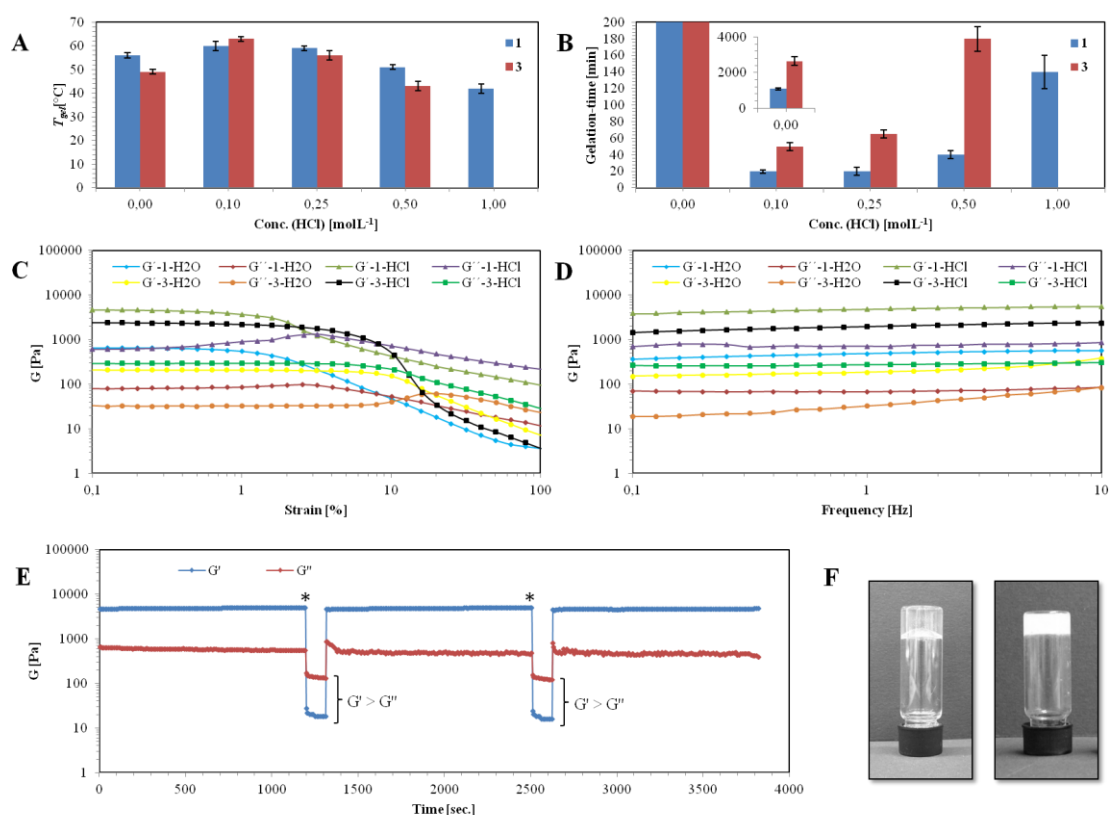 A
T_gel [°C]
70
60
50
40
30
20
10
0
1
3
0,00 0,10 0,25 0,50 1,00
Conc. (HCl) [molL⁻¹]
B
Gelation-time [min]
200
180
160
140
120
100
80
60
40
20
0
4000
2000
0
0,00
1
3
0,00 0,10 0,25 0,50 1,00
Conc. (HCl) [molL⁻¹]
C
G [Pa]
G´-1-H2O G´´-1-H2O G´-1-HCl G´´-1-HCl
G´-3-H2O G´´-3-H2O G´-3-HCl G´´-3-HCl
100000
10000
1000
100
10
1
0,1 1 10 100
Strain [%]
D
G [Pa]
G´-1-H2O G´´-1-H2O G´-1-HCl G´´-1-HCl
G´-3-H2O G´´-3-H2O G´-3-HCl G´´-3-HCl
100000
10000
1000
100
10
1
0,1 1 10
Frequency [Hz]
E
G [Pa]
G' G"
100000
10000
1000
100
10
1
* *
G' > G" G' > G"
0 500 1000 1500 2000 2500 3000 3500 4000
Time [sec.]
F